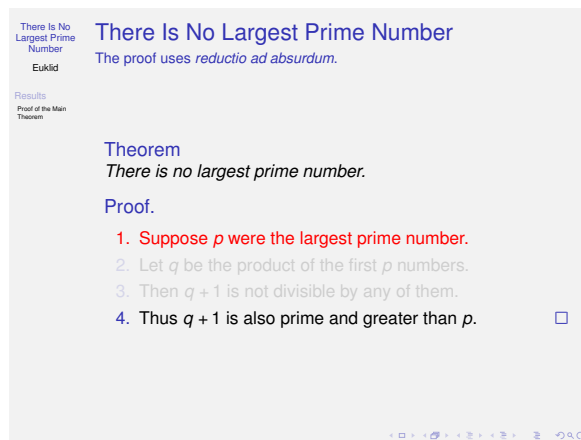 There Is No
Largest Prime
Number
Euklid
Results
Proof of the Main
Theorem
There Is No Largest Prime Number
The proof uses reductio ad absurdum.
Theorem
There is no largest prime number.
Proof.
1. Suppose p were the largest prime number.
2. Let q be the product of the first p numbers.
3. Then q + 1 is not divisible by any of them.
4. Thus q + 1 is also prime and greater than p.